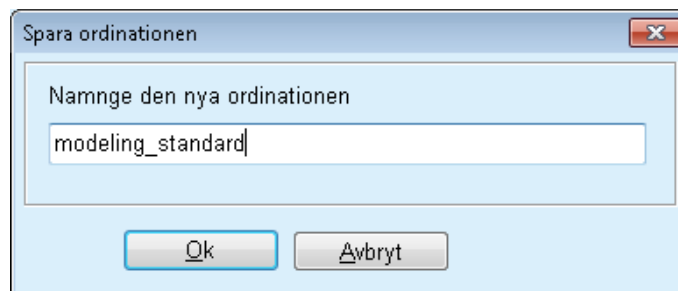 Spara ordinationen
Namnge den nya ordinationen
modeling_standard
Ok
Avbryt